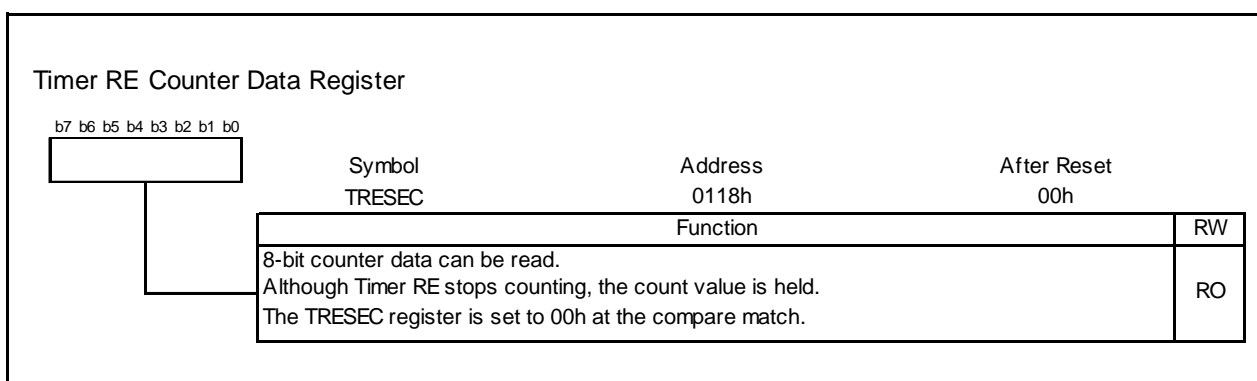 Timer RE Counter Data Register
b7 b6 b5 b4 b3 b2 b1 b0
Symbol Address After Reset
TRESEC 0118h 00h
Function RW
8-bit counter data can be read.
Although Timer RE stops counting, the count value is held.
RO
The TRESEC register is set to 00h at the compare match.